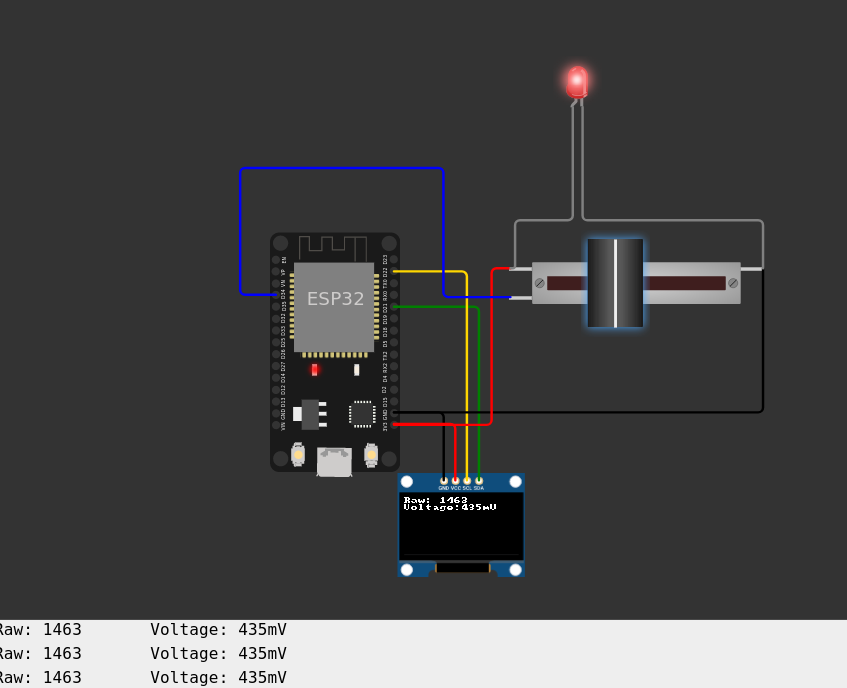 ESP32
EN
VP
VN
D34
D35
D32
D33
D25
D26
D27
D14
D12
D13
GND
VIN
D23
D22
TX0
RX0
D21
D19
D18
D5
TX2
RX2
D4
D2
D15
GND
3V3
GND VCC SCL SDA
Raw: 1463
Voltage:435mV
Raw: 1463 Voltage: 435mV
Raw: 1463 Voltage: 435mV
Raw: 1463 Voltage: 435mV